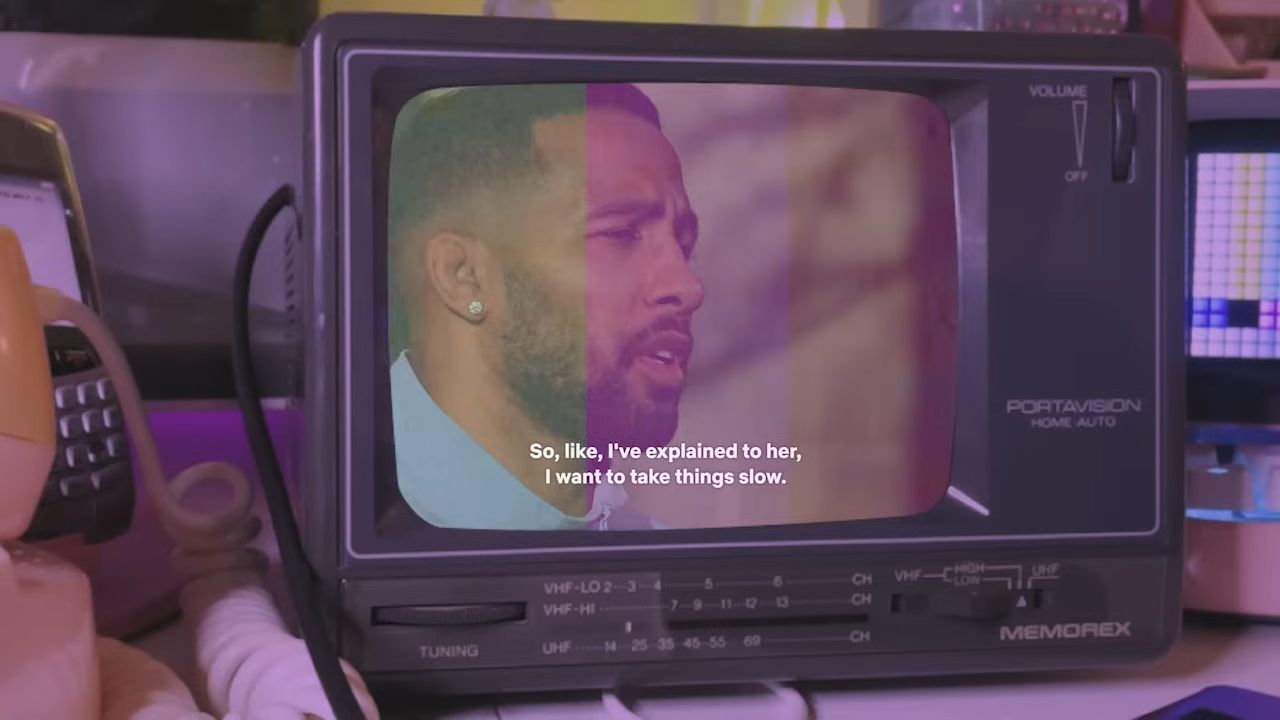 VOLUME
OFF
So, like, I've explained to her,
I want to take things slow.
PORTAVISION
HOME·AUTO
VHF-LO 2 3 4 5 6 CH
VHF-HI 7 9 11 12 13 CH
UHF 14 25 35 45 55 69 CH
TUNING
VHF HIGH LOW UHF
MEMOREX